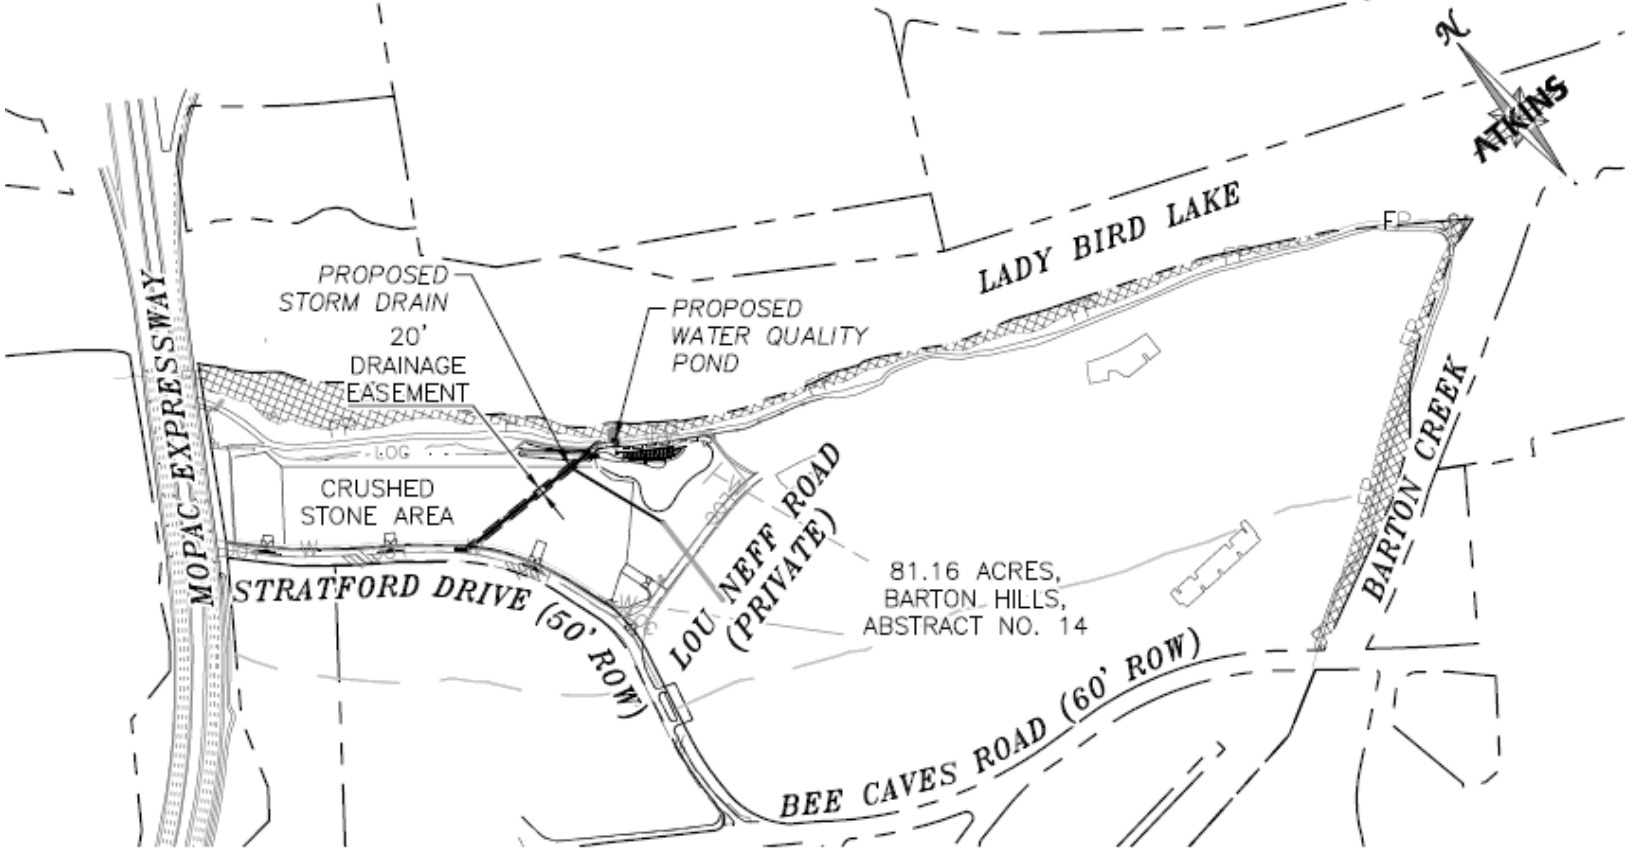 N
ATKINS
LADY BIRD LAKE
FP
PROPOSED
STORM DRAIN
20'
DRAINAGE
EASEMENT
PROPOSED
WATER QUALITY
POND
MOPAC EXPRESSWAY
LOC
CRUSHED
STONE AREA
W
STRATFORD DRIVE (50' ROW)
LOU NEFF ROAD
(PRIVATE)
81.16 ACRES,
BARTON HILLS,
ABSTRACT NO. 14
BARTON CREEK
BEE CAVES ROAD (60' ROW)